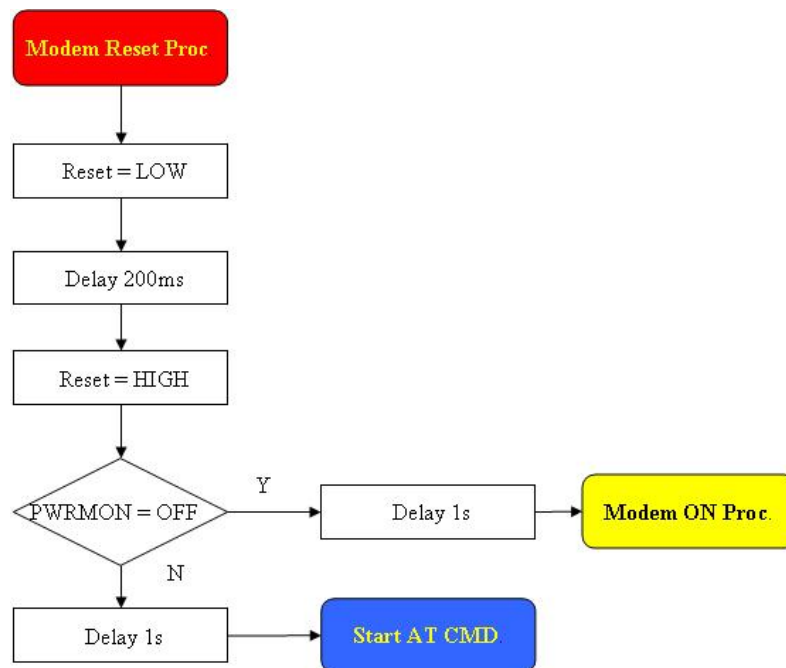 Modem Reset Proc
Reset = LOW
Delay 200ms
Reset = HIGH
PWRMON = OFF
Y
Delay 1s
Modem ON Proc.
N
Delay 1s
Start AT CMD.